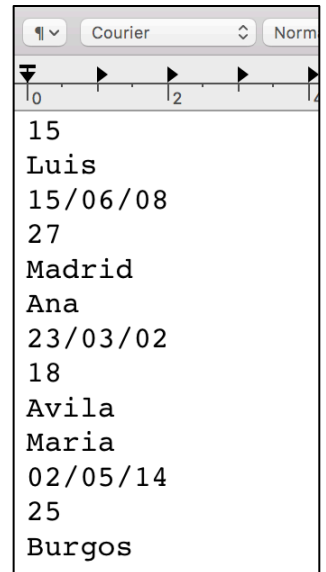 ¶ Courier Norm
0 2 4
15
Luis
15/06/08
27
Madrid
Ana
23/03/02
18
Avila
Maria
02/05/14
25
Burgos